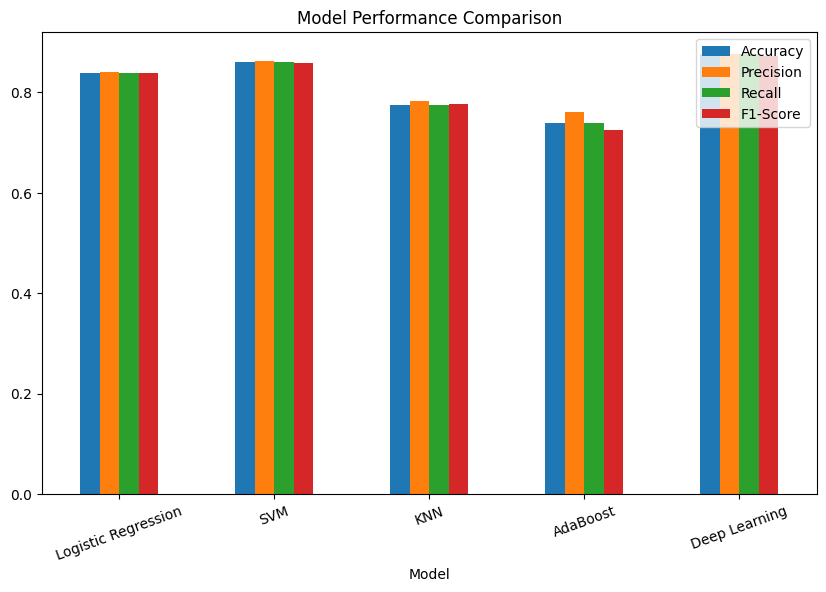 Model Performance Comparison
Accuracy
Precision
Recall
F1-Score
0.8
0.6
0.4
0.2
0.0
Logistic Regression
SVM
KNN
AdaBoost
Deep Learning
Model